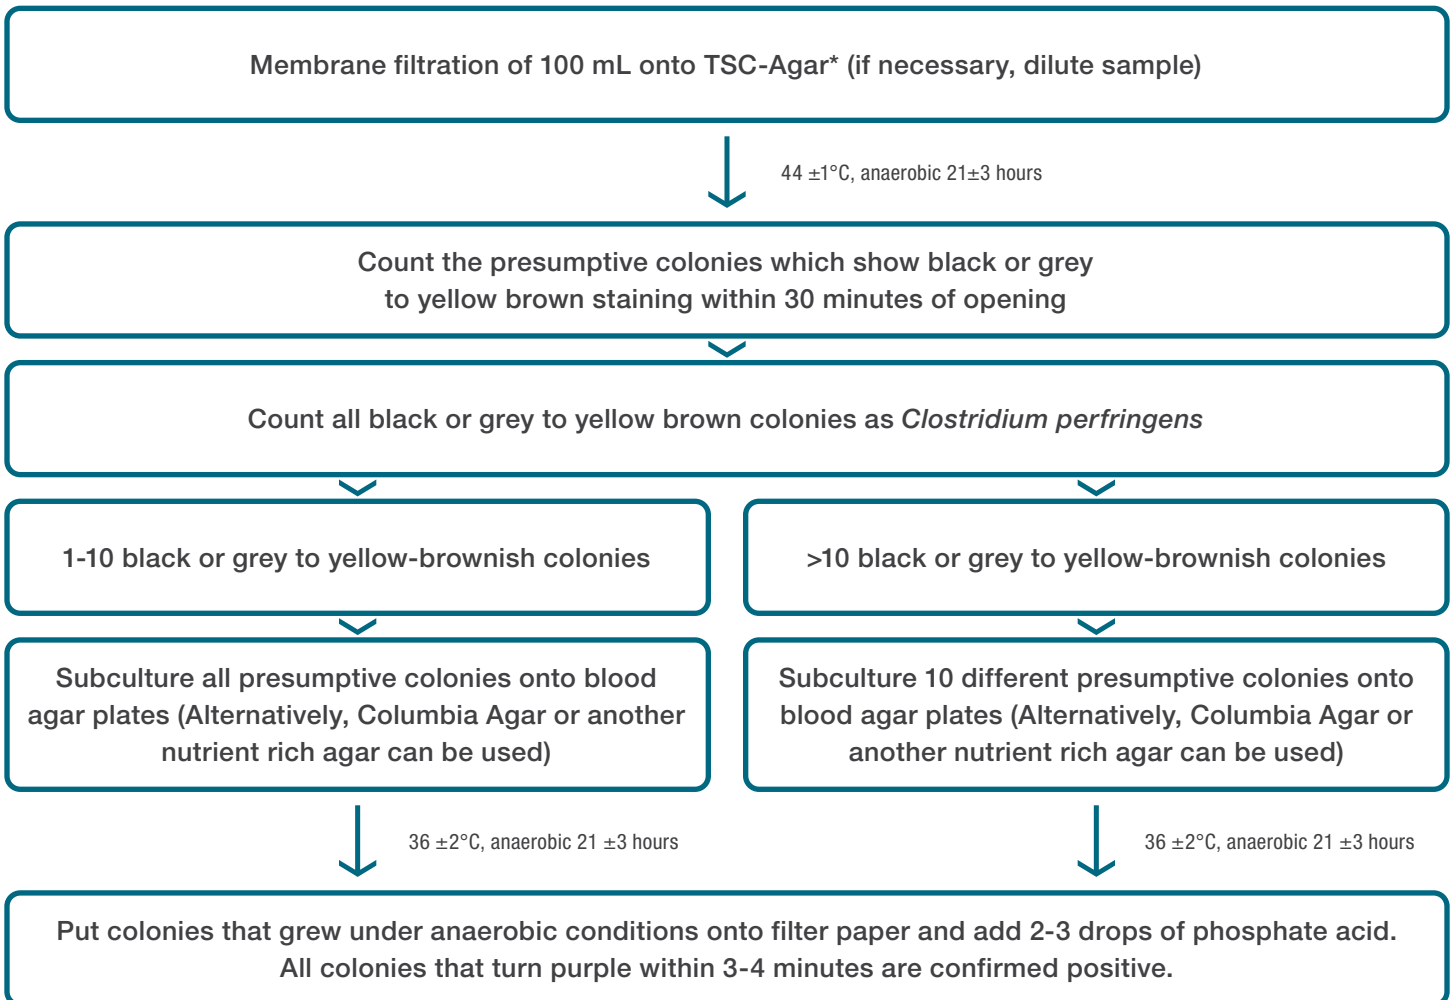 Membrane filtration of 100 mL onto TSC-Agar* (if necessary, dilute sample)
44 ±1°C, anaerobic 21±3 hours
Count the presumptive colonies which show black or grey
to yellow brown staining within 30 minutes of opening
Count all black or grey to yellow brown colonies as Clostridium perfringens
1-10 black or grey to yellow-brownish colonies
>10 black or grey to yellow-brownish colonies
Subculture all presumptive colonies onto blood
agar plates (Alternatively, Columbia Agar or another
nutrient rich agar can be used)
Subculture 10 different presumptive colonies onto
blood agar plates (Alternatively, Columbia Agar or
another nutrient rich agar can be used)
36 ±2°C, anaerobic 21 ±3 hours
36 ±2°C, anaerobic 21 ±3 hours
Put colonies that grew under anaerobic conditions onto filter paper and add 2-3 drops of phosphate acid.
All colonies that turn purple within 3-4 minutes are confirmed positive.